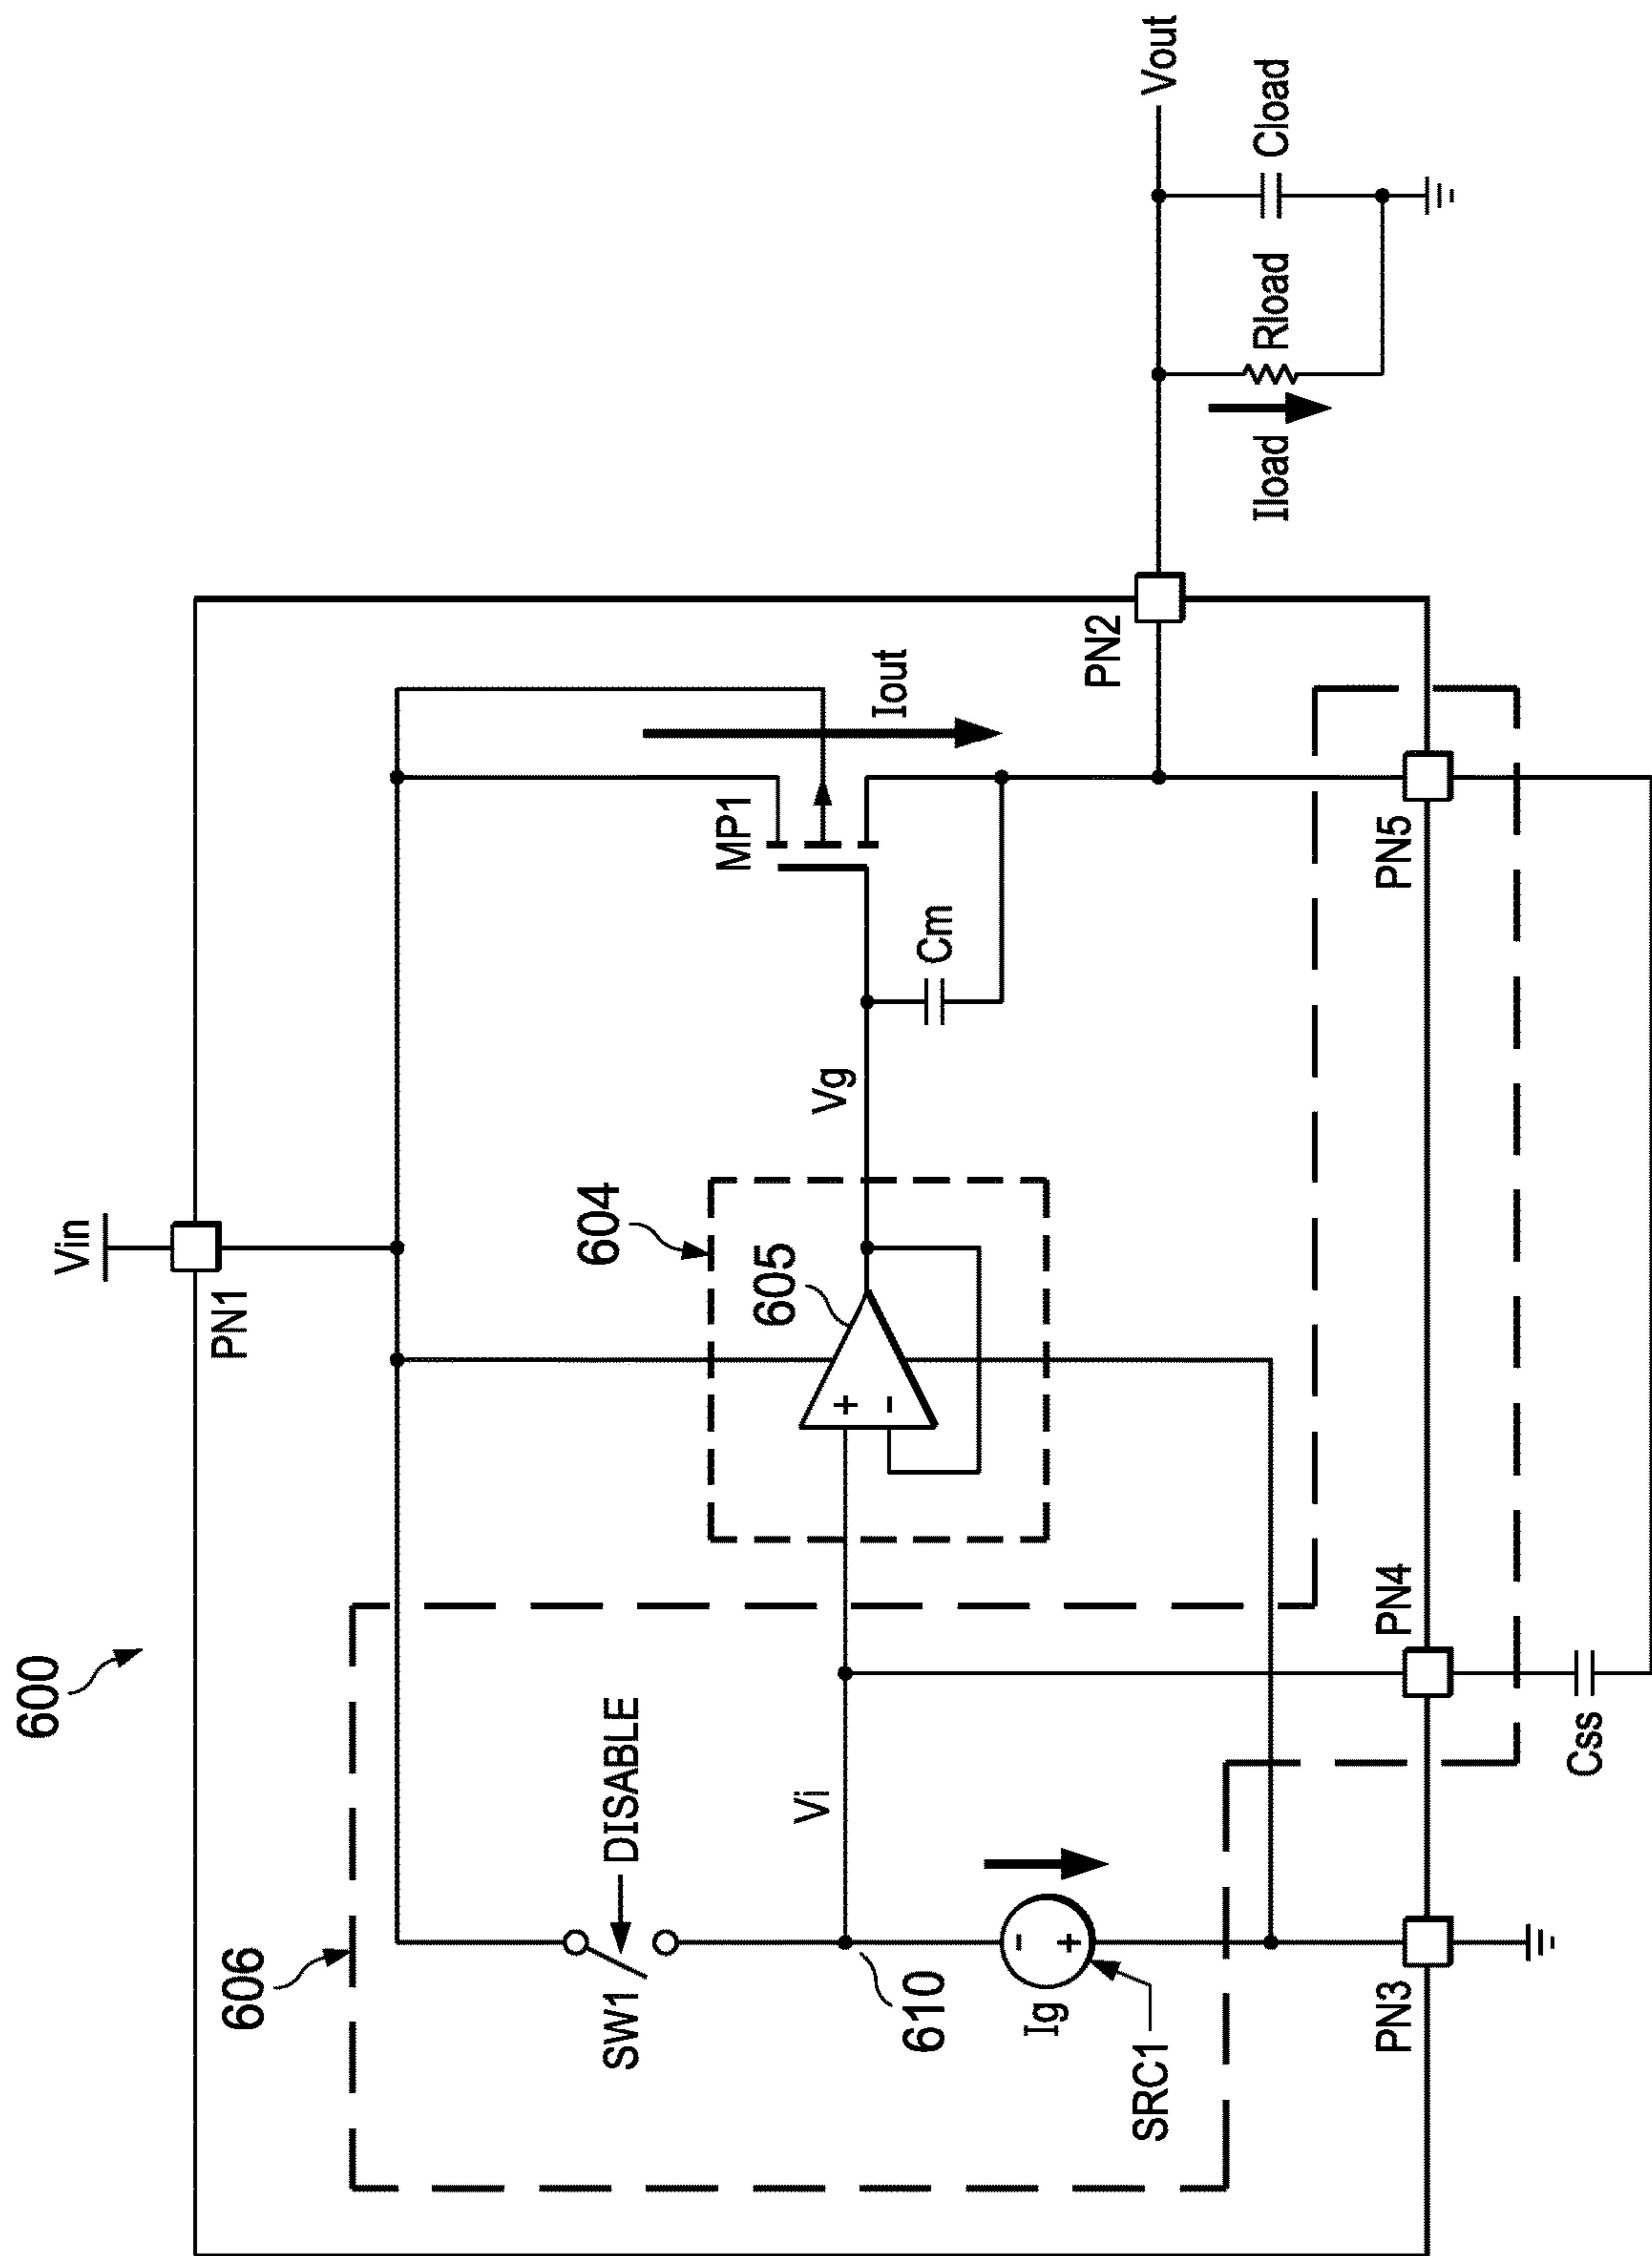 600
Vin
PN1
606
SW1
DISABLE
604
605
MP1
Iout
Vi
Vg
Cm
610
Ig
SRC1
+
-
-
+
PN2
Vout
Iload
Rload
Cload
PN3
PN4
PN5
Css